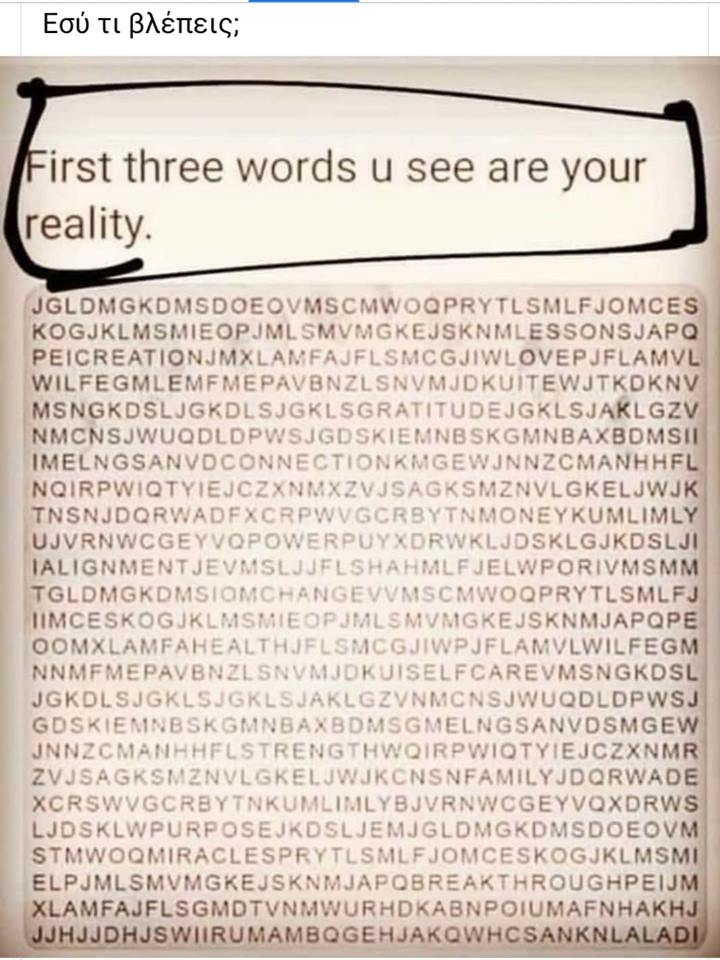 Εσύ τι βλέπεις;
First three words u see are your
reality.
JGLDMGKDMSDOEQVMSCMWOQPRYTLSMLFJOMCES
KOGJKLMSMIEOPJMLSMVMGKEJSKNMLESSONSJAPQ
PEICREATIONJMXLAMFAJFLSMCGJIWLOVEPJFLAMVL
WILFEGMLEMFMEPAVBNZLSNVMJDKUITEWJTKDKNV
MSNGKDSLJGKDLSJGKLSGRATITUDEJGKLSJAKLGZV
NMCNSJWUQDLDPWSJGDSKIEMNBSKGMNBAXBDMSII
IMELNGSANVDCONNECTIONKMGEWJNNZCMANHHFL
NQIRPWIQTYIEJCZXNMXZVJSAGKSMZNVLGKELJWJK
TNSNJDQRWADFXCRPWVGCRBYTNMONEYKUMLIMLY
UJVRNWCGEYVQPOWERPUYXDRWKLJDSKLGJKDSLJI
IALIGNMENTJEVMSLJJFLSHAHMLFJELWPORIVMSMM
TGLDMGKDMSIOMCHANGEVVMSCMWOQPRYTLSMLFJ
IIMCESKOGJKLMSMIEOPJMLSMVMGKEJSKNMJAPQPE
OOMXLAMFAHEALTHJFLSMCGJIWPJFLAMVLWILFEGM
NNMFMEPAVBNZLSNVMJDKUISELFCAREVMSNGKDSL
JGKDLSJGKLSJGKLSJAKLGZVNMCNSJWUQDLDPWSJ
GDSKIEMNBSKGMNBAXBDMSGMELNGSANVDSMGEW
JNNZCMANHHFLSTRENGTHWQIRPWIQTYIEJCZXNMR
ZVJSAGKSMZNVLGKELJWJKCNSNFAMILYJDQRWADE
XCRSWVGCRBYTNKUMLIMLYBJVRNWCGEYVQXDRWS
LJDSKLWPURPOSEJKDSLJEMJGLDMGKDMSDOEOVM
STMWOQMIRACLESPRYTLSMLFJOMCESKOGJKLMSMI
ELPJMLSMVMGKEJSKNMJAPQBREAKTHROUGHPEIJM
XLAMFAJFLSGMDTVNMWURHDKABNPOIUMAFNHAKHJ
JJHJJDHJSWIIRUMAMBQGEHJAKQWHCSANKNLALADI